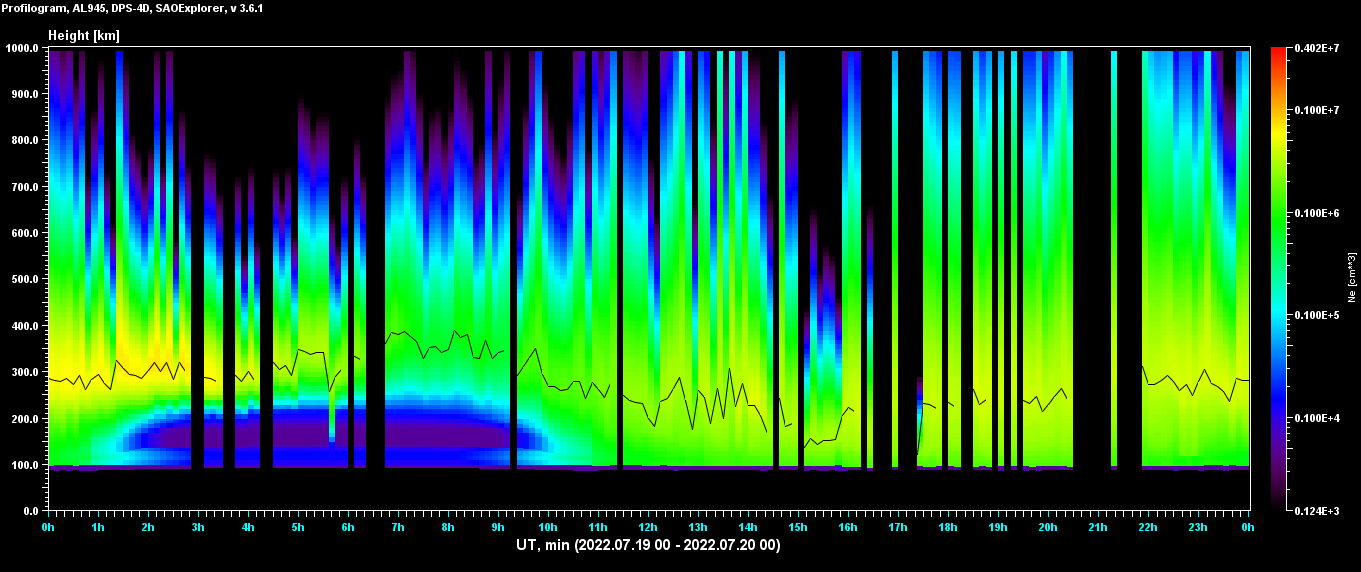 Profilogram, AL945, DPS-4D, SAOExplorer, v 3.6.1
Height [km]
1000.0
900.0
800.0
700.0
600.0
500.0
400.0
300.0
200.0
100.0
0.0
0h 1h 2h 3h 4h 5h 6h 7h 8h 9h 10h 11h 12h 13h 14h 15h 16h 17h 18h 19h 20h 21h 22h 23h 0h
UT, min (2022.07.19 00 - 2022.07.20 00)
0.402E+7
0.100E+7
0.100E+6
0.100E+5
0.100E+4
0.124E+3
Ne [cm**3]